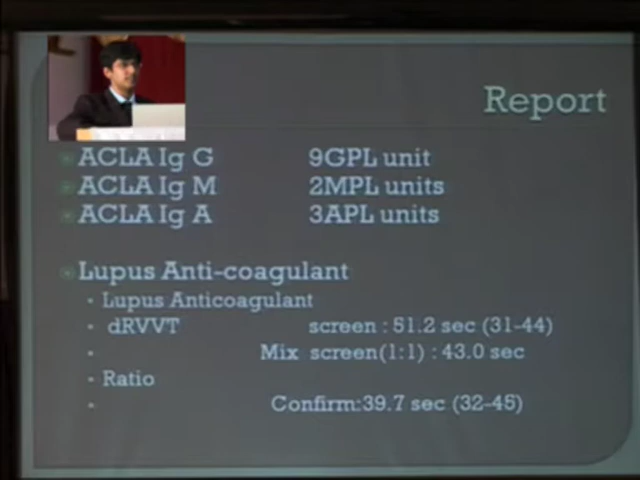 Report
ACLA Ig G 9GPL unit
ACLA Ig M 2MPL units
ACLA Ig A 3APL units
Lupus Anti-coagulant
Lupus Anticoagulant
dRVVT screen : 51.2 sec (31-44)
Mix screen(1:1) : 43.0 sec
Ratio
Confirm:39.7 sec (32-45)